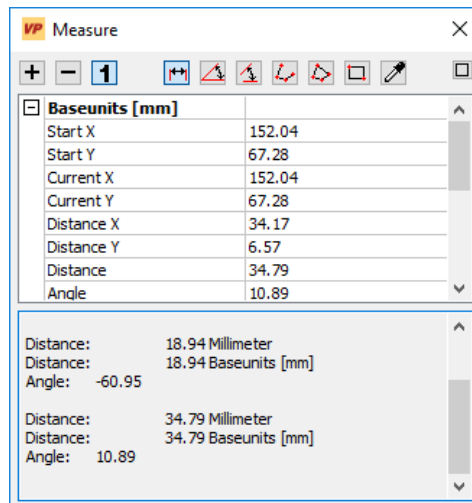 VP Measure
1
Baseunits [mm]
Start X 152.04
Start Y 67.28
Current X 152.04
Current Y 67.28
Distance X 34.17
Distance Y 6.57
Distance 34.79
Angle 10.89
Distance: 18.94 Millimeter
Distance: 18.94 Baseunits [mm]
Angle: -60.95
Distance: 34.79 Millimeter
Distance: 34.79 Baseunits [mm]
Angle: 10.89